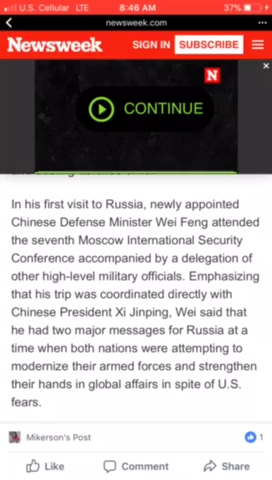 U.S. Cellular LTE 8:46 AM 37%
newsweek.com
Newsweek SIGN IN SUBSCRIBE
N
CONTINUE
In his first visit to Russia, newly appointed
Chinese Defense Minister Wei Feng attended
the seventh Moscow International Security
Conference accompanied by a delegation of
other high-level military officials. Emphasizing
that his trip was coordinated directly with
Chinese President Xi Jinping, Wei said that
he had two major messages for Russia at a
time when both nations were attempting to
modernize their armed forces and strengthen
their hands in global affairs in spite of U.S.
fears.
Mikerson's Post 1
Like Comment Share